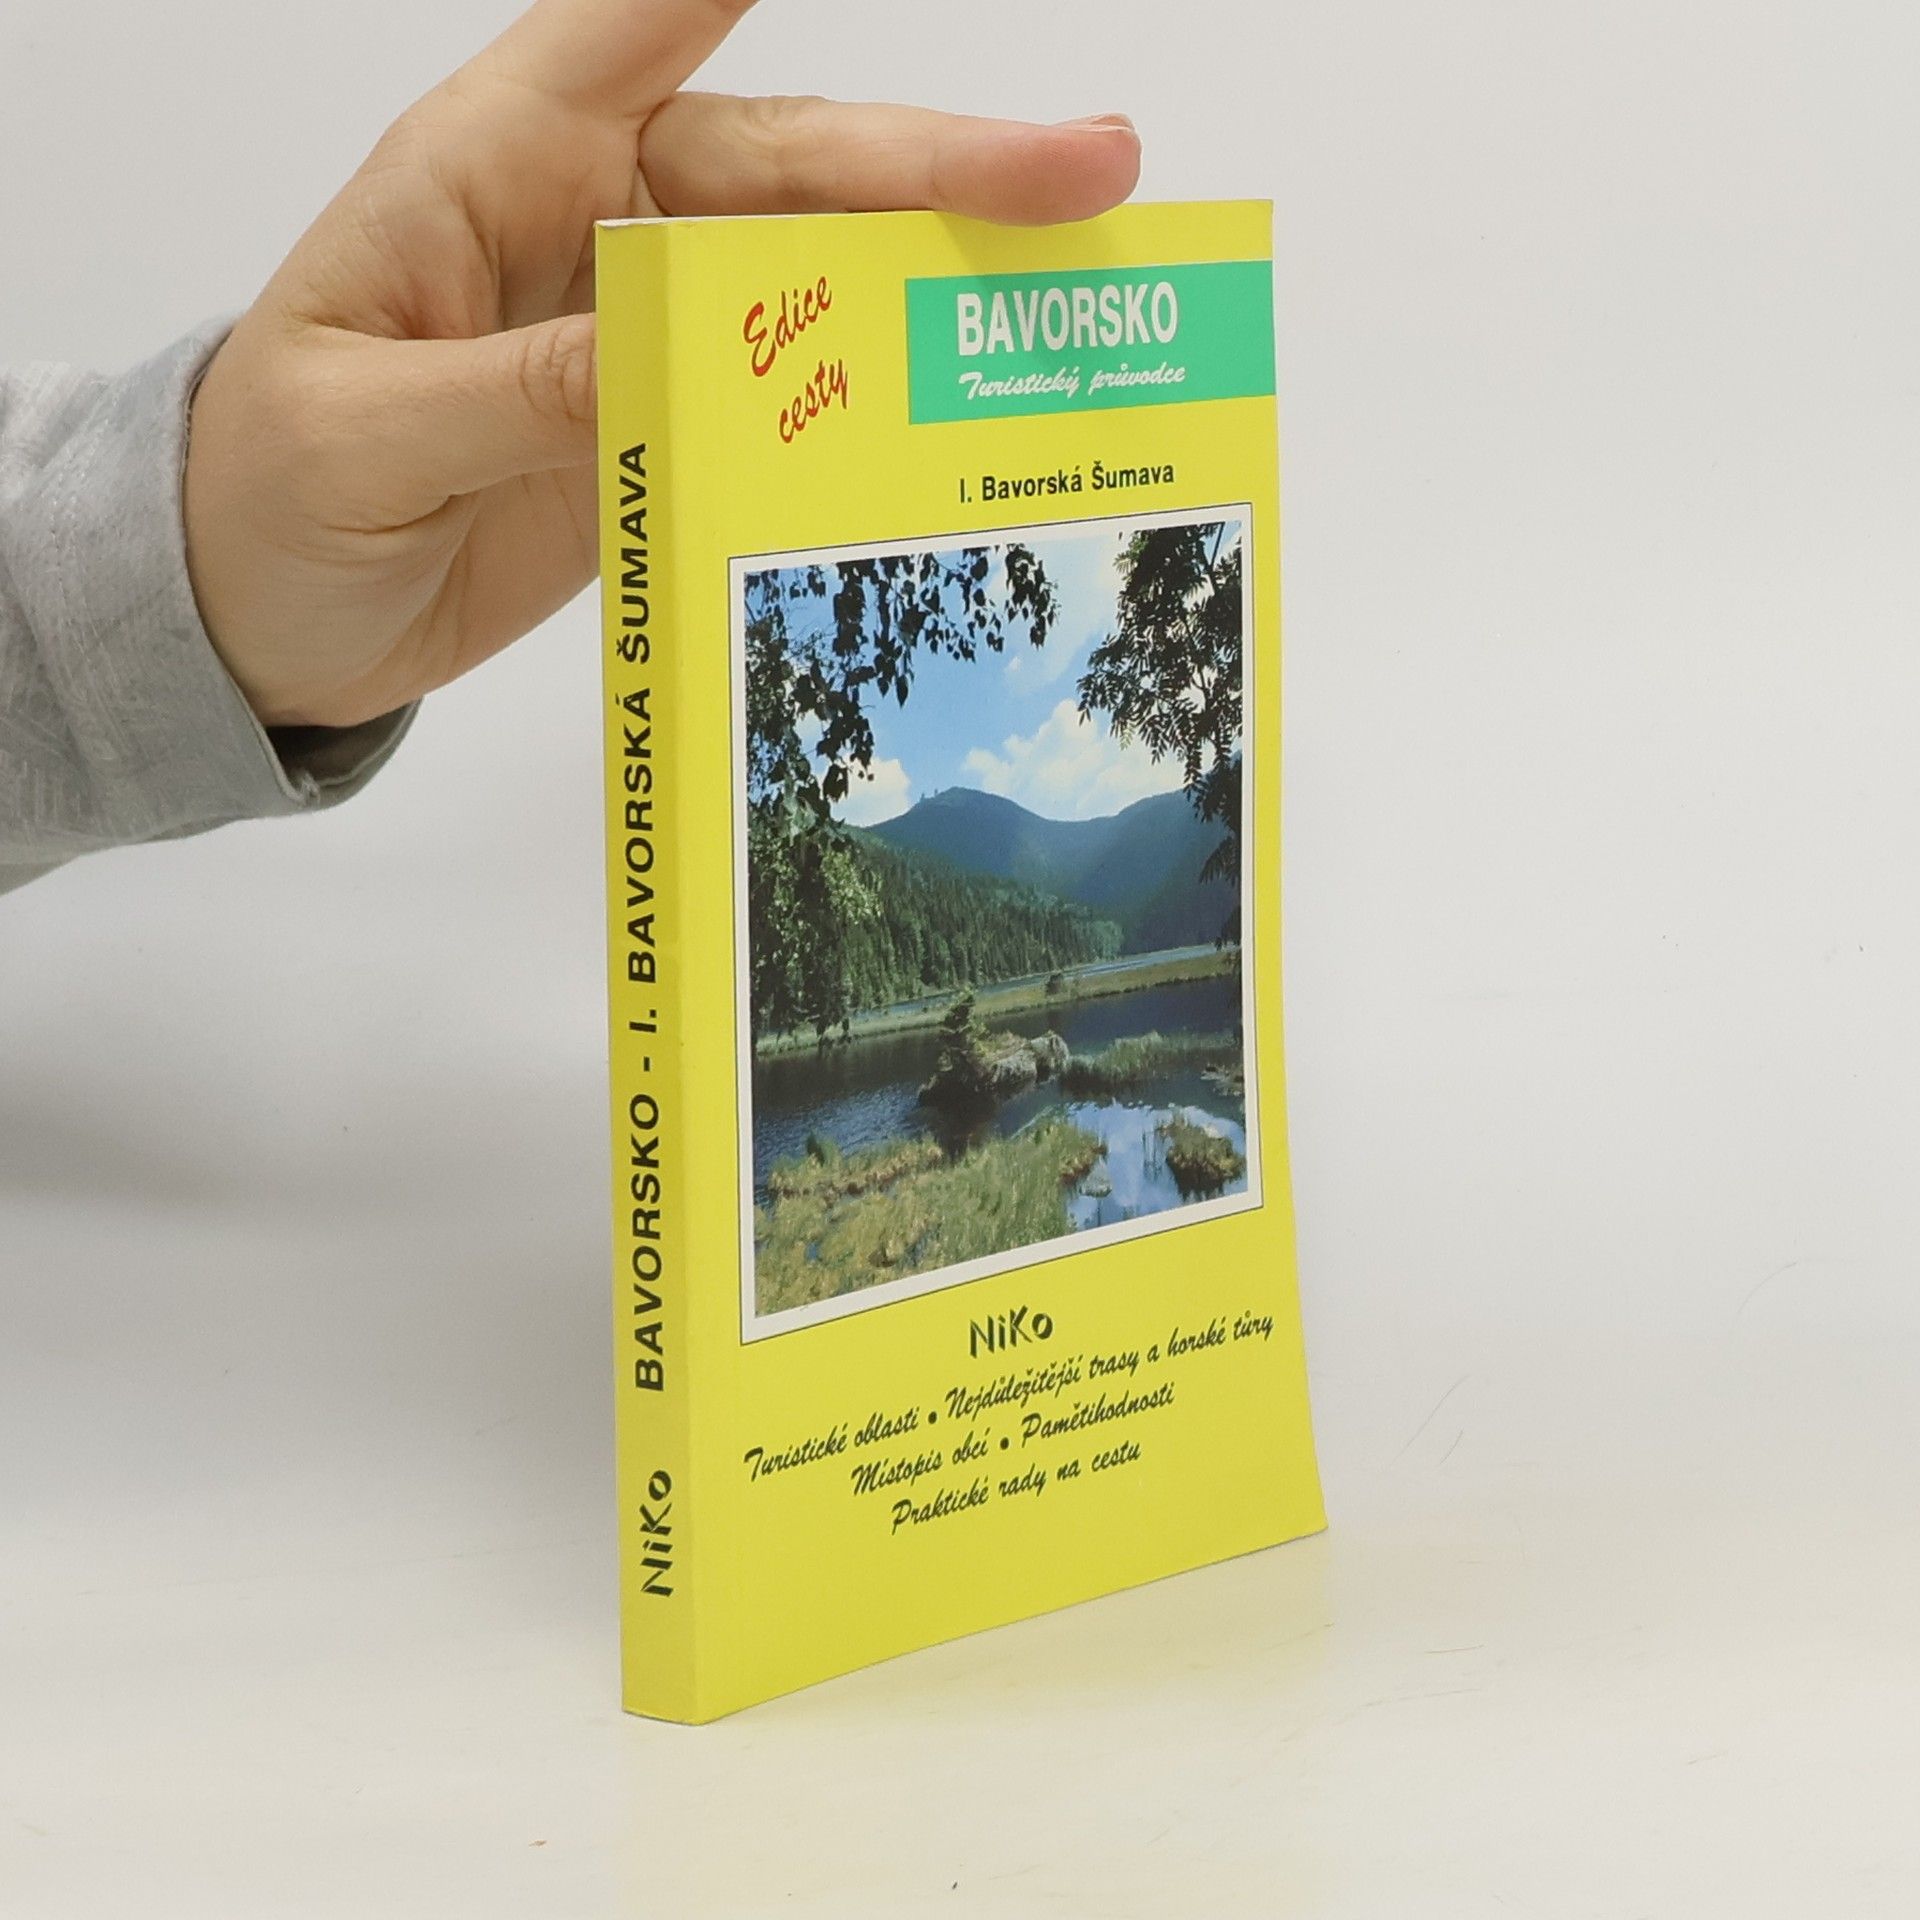 Edice
cesty
BAVORSKO
Turistický průvodce
I. Bavorská Šumava
NiKo
Turistické oblasti • Nejdůležitější trasy a horské túry
Místopis obcí • Pamětihodnosti
Praktické rady na cestu
NiKo BAVORSKO - I. BAVORSKÁ ŠUMAVA